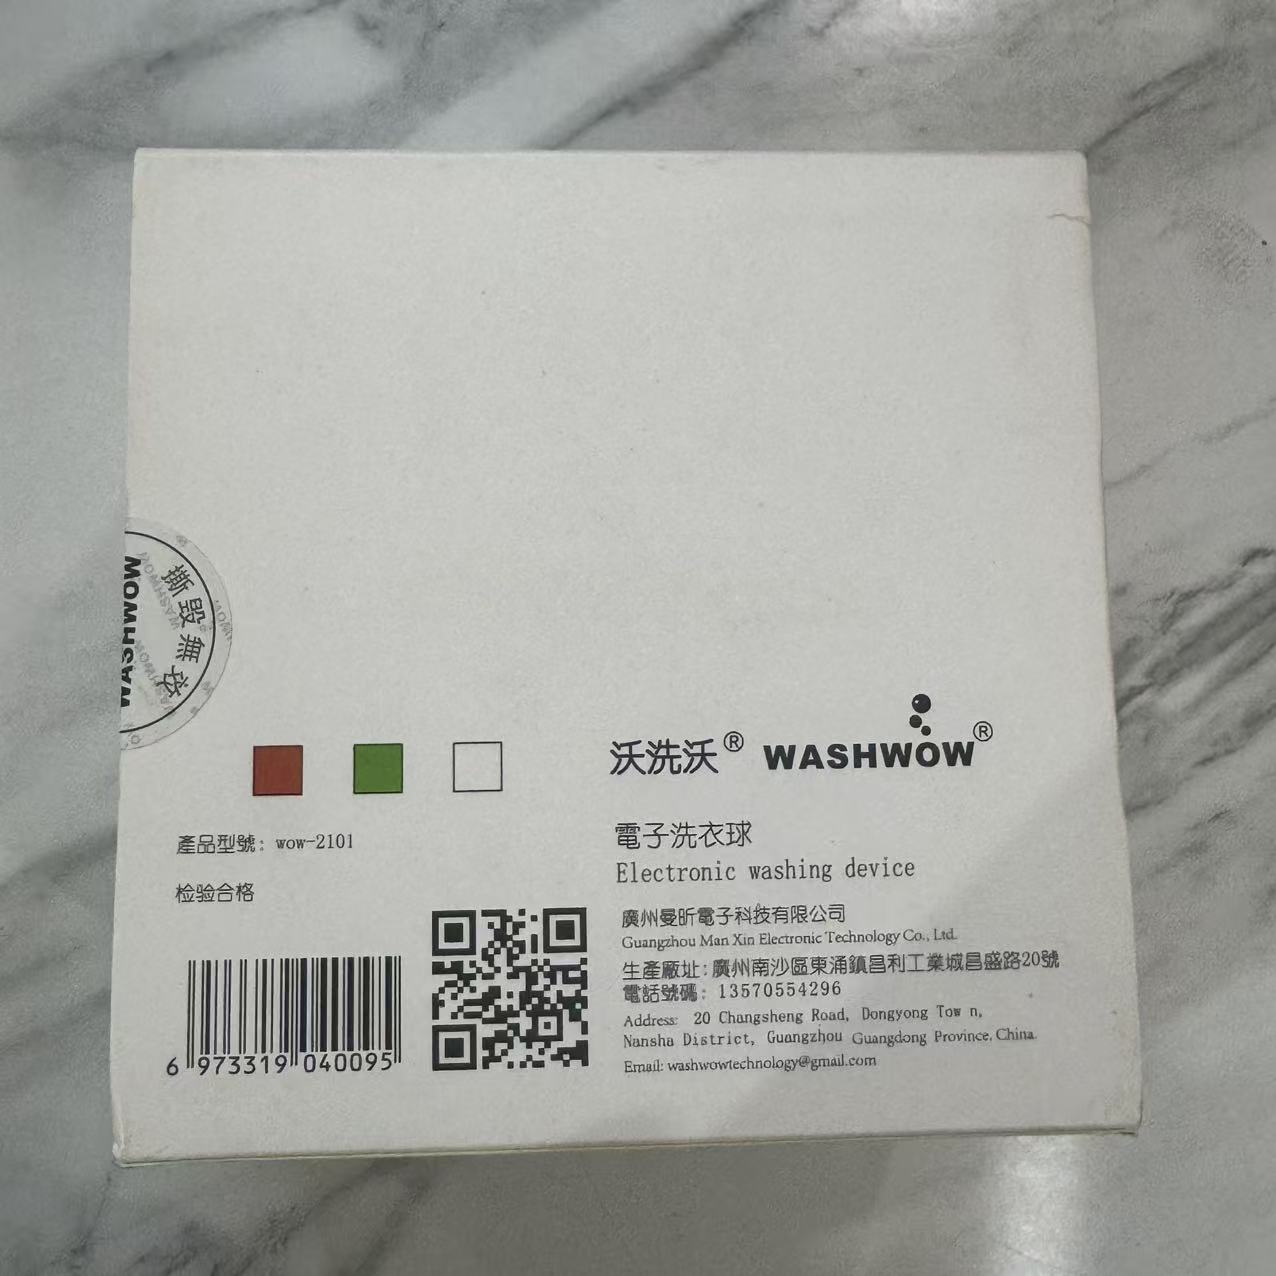 WASHWOW
撕毀無效
沃洗沃® WASHWOW®
產品型號：wow-2101
检验合格
6 973319 040095
電子洗衣球
Electronic washing device
廣州曼昕電子科技有限公司
Guangzhou Man Xin Electronic Technology Co., Ltd.
生產廠址：廣州南沙區東涌鎮昌利工業城昌盛路20號
電話號碼：13570554296
Address: 20 Changsheng Road, Dongyong Tow n,
Nansha District, Guangzhou Guangdong Province, China.
Email: washwowtechnology@gmail.com